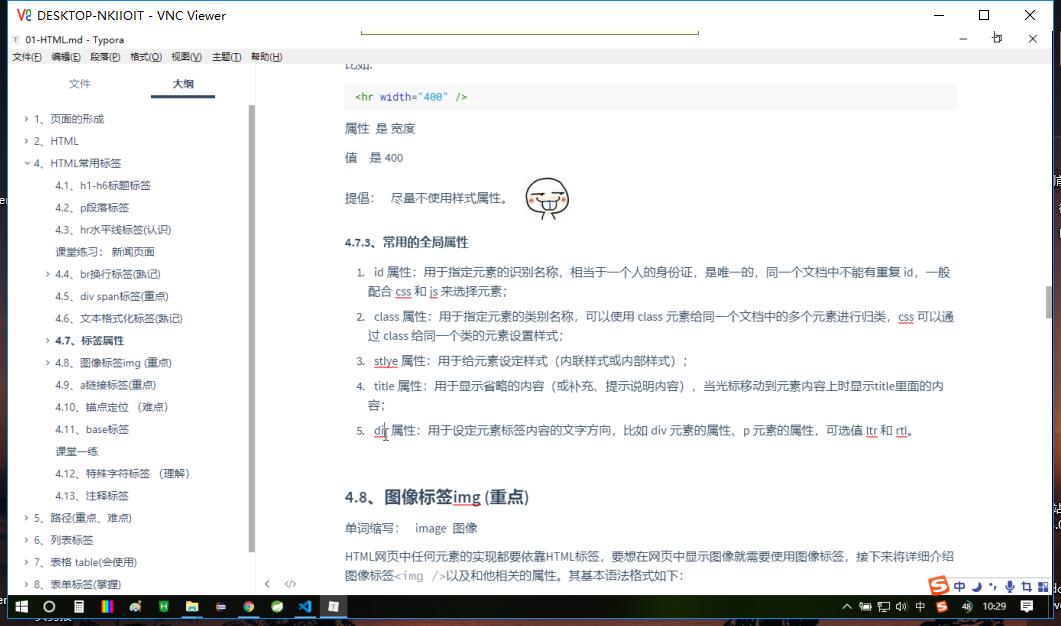 DESKTOP-NKIIOIT - VNC Viewer
01-HTML.md - Typora
文件(F) 编辑(E) 段落(P) 格式(O) 视图(V) 主题(T) 帮助(H)
文件 大纲
1、页面的形成
2、HTML
4、HTML常用标签
4.1、h1-h6标题标签
4.2、p段落标签
4.3、hr水平线标签(认识)
课堂练习： 新闻页面
4.4、br换行标签(熟记)
4.5、div span标签(重点)
4.6、文本格式化标签(熟记)
4.7、标签属性
4.8、图像标签img (重点)
4.9、a链接标签(重点)
4.10、锚点定位 （难点）
4.11、base标签
课堂一练
4.12、特殊字符标签 （理解）
4.13、注释标签
5、路径(重点、难点)
6、列表标签
7、表格 table(会使用)
8、表单标签(掌握)
比如:
<hr width="400" />
属性 是 宽度
值 是 400
提倡： 尽量不使用样式属性。
4.7.3、常用的全局属性
1. id 属性：用于指定元素的识别名称，相当于一个人的身份证，是唯一的，同一个文档中不能有重复 id，一般
配合 css 和 js 来选择元素；
2. class 属性：用于指定元素的类别名称，可以使用 class 元素给同一个文档中的多个元素进行归类，css 可以通
过 class 给同一个类的元素设置样式；
3. stlye 属性：用于给元素设定样式（内联样式或内部样式）；
4. title 属性：用于显示省略的内容（或补充、提示说明内容），当光标移动到元素内容上时显示title里面的内
容；
5. dir 属性：用于设定元素标签内容的文字方向，比如 div 元素的属性、p 元素的属性，可选值 ltr 和 rtl。
4.8、图像标签img (重点)
单词缩写： image 图像
HTML网页中任何元素的实现都要依靠HTML标签，要想在网页中显示图像就需要使用图像标签，接下来将详细介绍
图像标签<img />以及和他相关的属性。其基本语法格式如下：
中
中 48 10:29